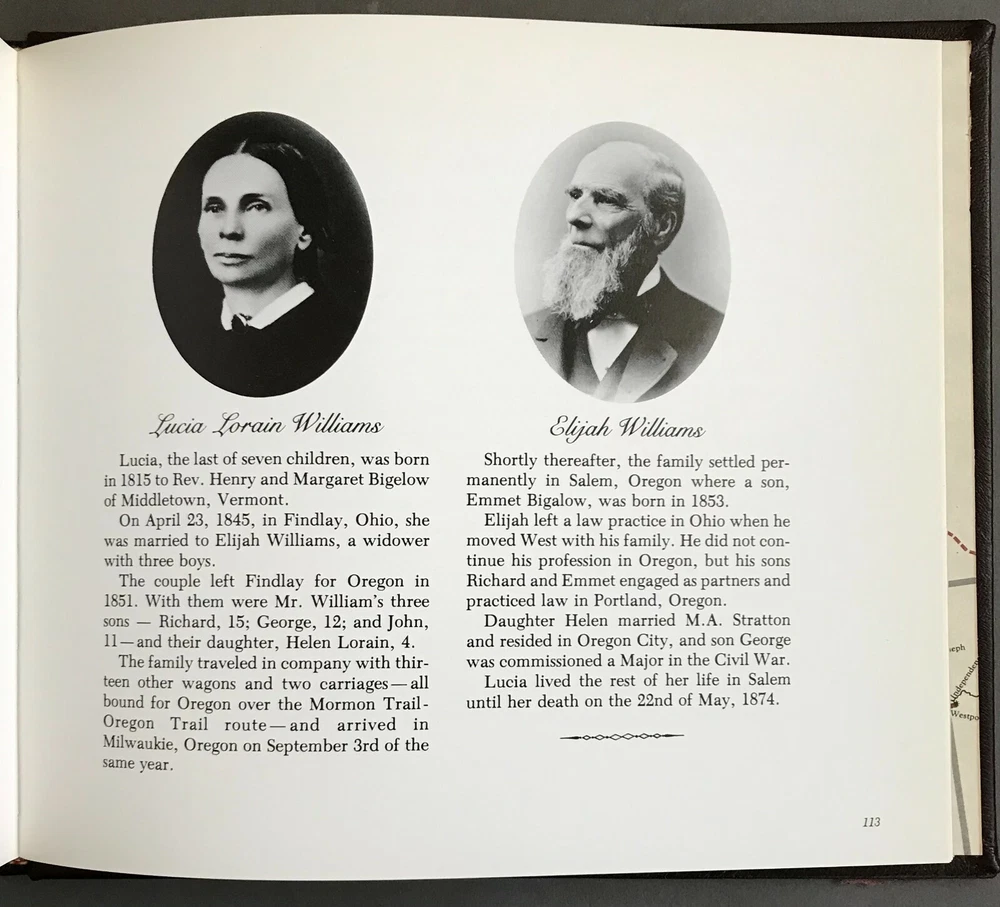 Lucia Lorain Williams
Lucia, the last of seven children, was born
in 1815 to Rev. Henry and Margaret Bigelow
of Middletown, Vermont.
On April 23, 1845, in Findlay, Ohio, she
was married to Elijah Williams, a widower
with three boys.
The couple left Findlay for Oregon in
1851. With them were Mr. William's three
sons — Richard, 15; George, 12; and John,
11—and their daughter, Helen Lorain, 4.
The family traveled in company with thir-
teen other wagons and two carriages—all
bound for Oregon over the Mormon Trail-
Oregon Trail route—and arrived in
Milwaukie, Oregon on September 3rd of the
same year.
Elijah Williams
Shortly thereafter, the family settled per-
manently in Salem, Oregon where a son,
Emmet Bigalow, was born in 1853.
Elijah left a law practice in Ohio when he
moved West with his family. He did not con-
tinue his profession in Oregon, but his sons
Richard and Emmet engaged as partners and
practiced law in Portland, Oregon.
Daughter Helen married M.A. Stratton
and resided in Oregon City, and son George
was commissioned a Major in the Civil War.
Lucia lived the rest of her life in Salem
until her death on the 22nd of May, 1874.
113
eph
Independen
Westpo